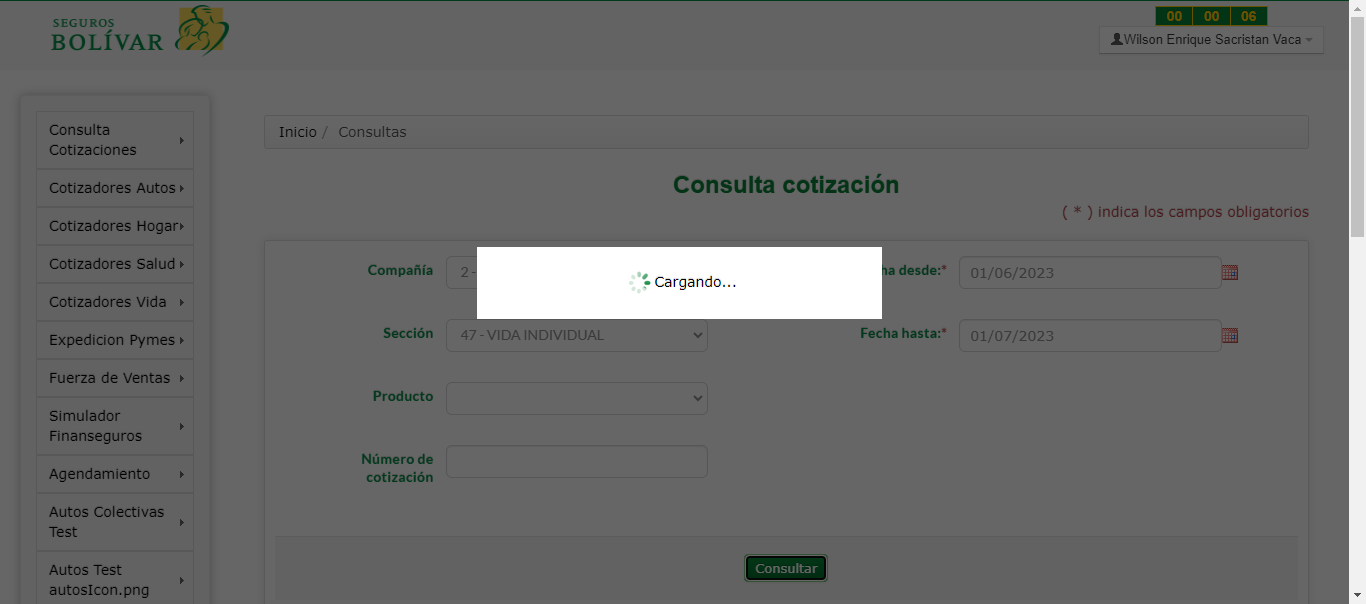 SEGUROS
BOLÍVAR
00 00 06
Wilson Enrique Sacristan Vaca
Consulta
Cotizaciones
Cotizadores Autos
Cotizadores Hogar
Cotizadores Salud
Cotizadores Vida
Expedicion Pymes
Fuerza de Ventas
Simulador
Finanseguros
Agendamiento
Autos Colectivas
Test
Autos Test
autosIcon.png
Inicio / Consultas
Consulta cotización
( * ) indica los campos obligatorios
Compañía 2 -
ha desde:* 01/06/2023
Cargando...
Sección 47 - VIDA INDIVIDUAL
Fecha hasta:* 01/07/2023
Producto
Número de
cotización
Consultar